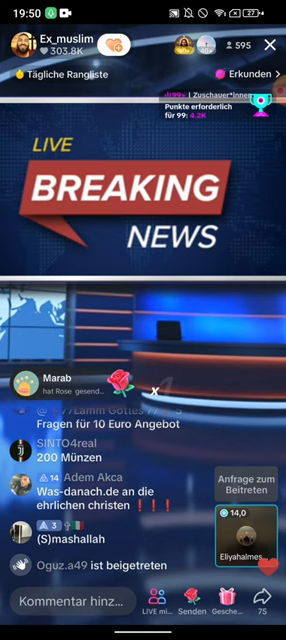 19:50
27
Ex_muslim
303.8K
595
Tägliche Rangliste
Erkunden >
Zuschauer*innen
Punkte erforderlich
für 99: 4.2K
LIVE
BREAKING
NEWS
Marab
hat Rose gesend...
x
Fragen für 10 Euro Angebot
SINTO4real
200 Münzen
14 Adem Akca
Was-danach.de an die
ehrlichen christen ❗❗❗
3
(S)mashallah
Oguz.a49 ist beigetreten
Anfrage zum
Beitreten
14,0
Eliyahalmes...
Kommentar hinz...
LIVE mi...
Senden
Gesche...
75